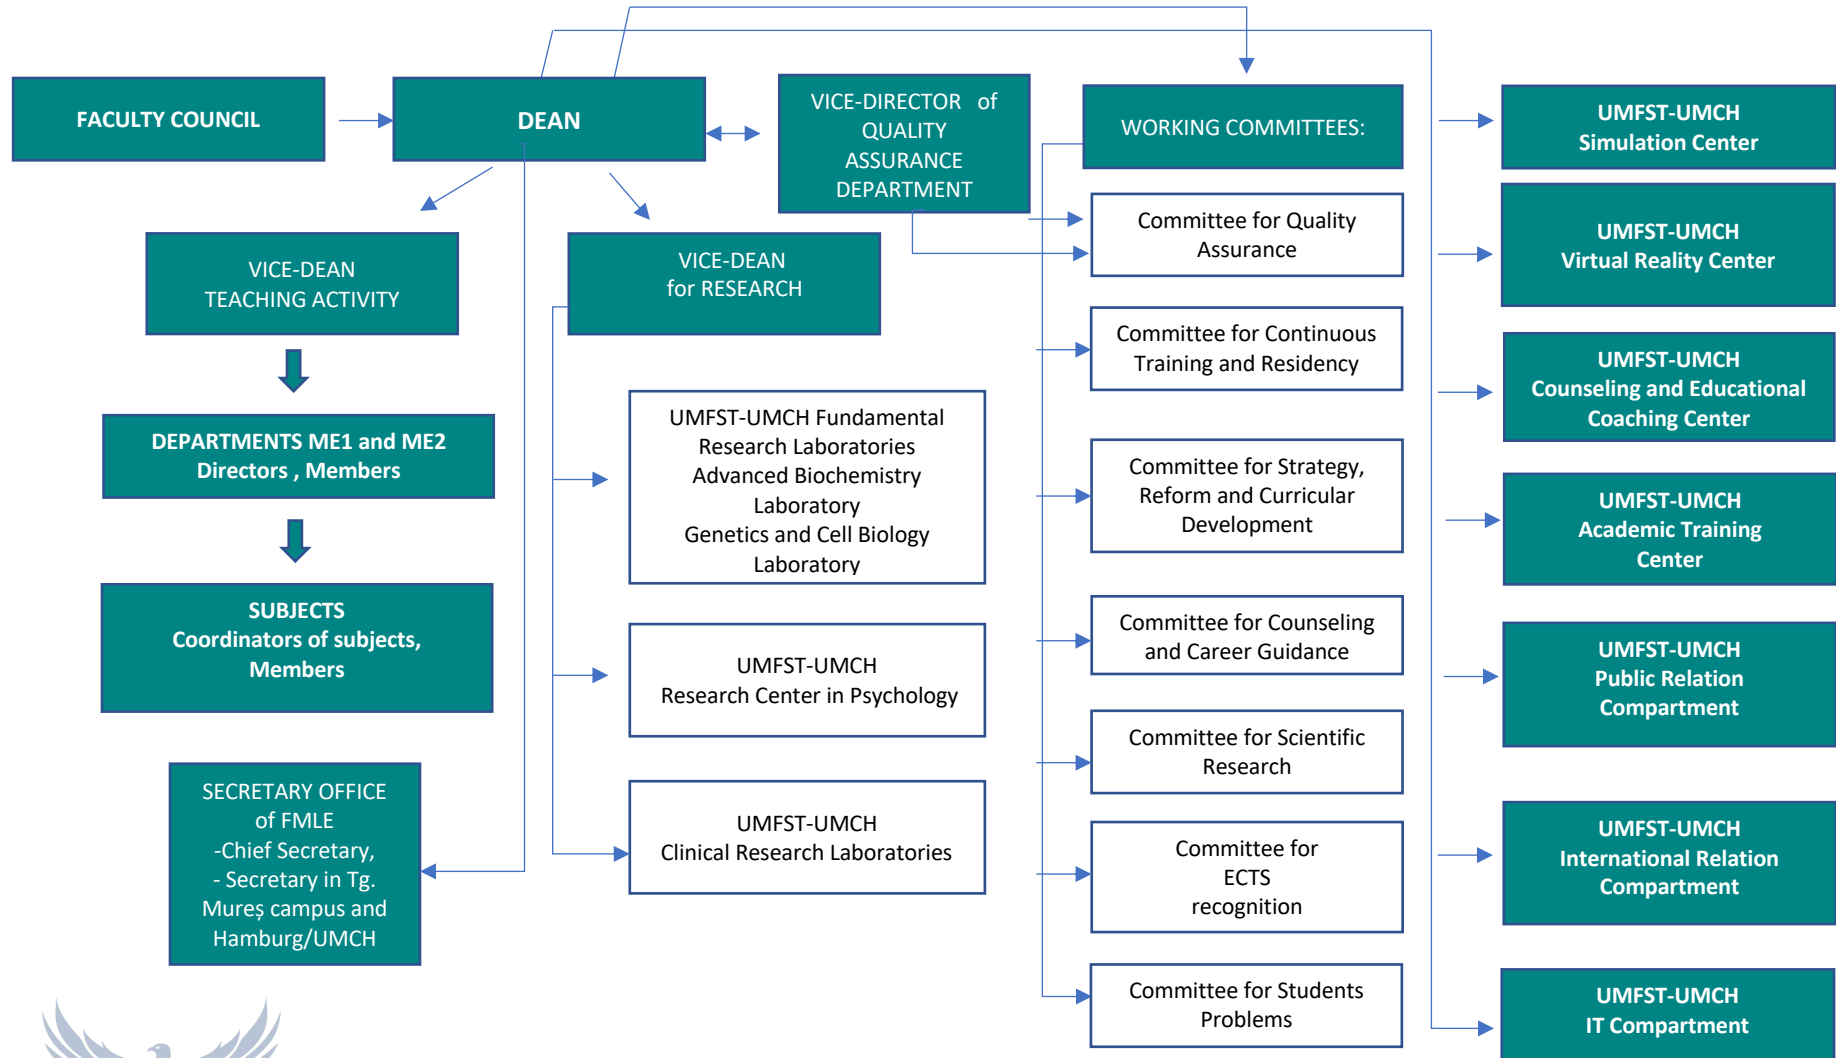 FACULTY COUNCIL
DEAN
VICE-DIRECTOR of
QUALITY
ASSURANCE
DEPARTMENT
WORKING COMMITTEES:
UMFST-UMCH
Simulation Center
VICE-DEAN
TEACHING ACTIVITY
VICE-DEAN
for RESEARCH
Committee for Quality
Assurance
UMFST-UMCH
Virtual Reality Center
Committee for Continuous
Training and Residency
UMFST-UMCH
Counseling and Educational
Coaching Center
DEPARTMENTS ME1 and ME2
Directors , Members
UMFST-UMCH Fundamental
Research Laboratories
Advanced Biochemistry
Laboratory
Genetics and Cell Biology
Laboratory
Committee for Strategy,
Reform and Curricular
Development
UMFST-UMCH
Academic Training
Center
SUBJECTS
Coordinators of subjects,
Members
UMFST-UMCH
Research Center in Psychology
Committee for Counseling
and Career Guidance
UMFST-UMCH
Public Relation
Compartment
Committee for Scientific
Research
SECRETARY OFFICE
of FMLE
-Chief Secretary,
- Secretary in Tg.
Mureș campus and
Hamburg/UMCH
UMFST-UMCH
Clinical Research Laboratories
Committee for
ECTS
recognition
UMFST-UMCH
International Relation
Compartment
Committee for Students
Problems
UMFST-UMCH
IT Compartment